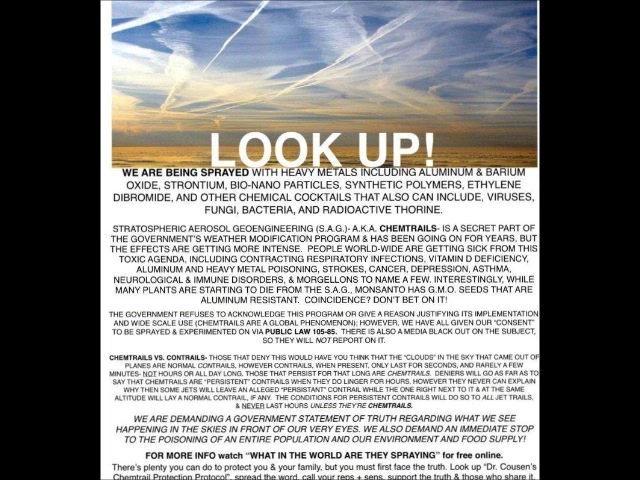 LOOK UP!
WE ARE BEING SPRAYED WITH HEAVY METALS INCLUDING ALUMINUM & BARIUM
OXIDE, STRONTIUM, BIO-NANO PARTICLES, SYNTHETIC POLYMERS, ETHYLENE
DIBROMIDE, AND OTHER CHEMICAL COCKTAILS THAT ALSO CAN INCLUDE, VIRUSES,
FUNGI, BACTERIA, AND RADIOACTIVE THORINE.
STRATOSPHERIC AEROSOL GEOENGINEERING (S.A.G.)- A.K.A. CHEMTRAILS- IS A SECRET PART OF
THE GOVERNMENT'S WEATHER MODIFICATION PROGRAM & HAS BEEN GOING ON FOR YEARS, BUT
THE EFFECTS ARE GETTING MORE INTENSE. PEOPLE WORLD-WIDE ARE GETTING SICK FROM THIS
TOXIC AGENDA, INCLUDING CONTRACTING RESPIRATORY INFECTIONS, VITAMIN D DEFICIENCY,
ALUMINUM AND HEAVY METAL POISONING, STROKES, CANCER, DEPRESSION, ASTHMA,
NEUROLOGICAL & IMMUNE DISORDERS, & MORGELLONS TO NAME A FEW. INTERESTINGLY, WHILE
MANY PLANTS ARE STARTING TO DIE FROM THE S.A.G., MONSANTO HAS G.M.O. SEEDS THAT ARE
ALUMINUM RESISTANT. COINCIDENCE? DON'T BET ON IT!
THE GOVERNMENT REFUSES TO ACKNOWLEDGE THIS PROGRAM OR GIVE A REASON JUSTIFYING ITS IMPLEMENTATION
AND WIDE SCALE USE (CHEMTRAILS ARE A GLOBAL PHENOMENON); HOWEVER, WE HAVE ALL GIVEN OUR "CONSENT"
TO BE SPRAYED & EXPERIMENTED ON VIA PUBLIC LAW 105-85. THERE IS ALSO A MEDIA BLACK OUT ON THE SUBJECT,
SO THEY WILL NOT REPORT ON IT.
CHEMTRAILS VS. CONTRAILS- THOSE THAT DENY THIS WOULD HAVE YOU THINK THAT THE "CLOUDS" IN THE SKY THAT CAME OUT OF
PLANES ARE NORMAL CONTRAILS, HOWEVER CONTRAILS, WHEN PRESENT, ONLY LAST FOR SECONDS, AND RARELY A FEW
MINUTES- NOT HOURS OR ALL DAY LONG. THOSE THAT PERSIST FOR THAT LONG ARE CHEMTRAILS. DENIERS WILL GO AS FAR AS TO
SAY THAT CHEMTRAILS ARE "PERSISTENT" CONTRAILS WHEN THEY DO LINGER FOR HOURS. HOWEVER THEY NEVER CAN EXPLAIN
WHY THEN SOME JETS WILL LEAVE AN ALLEGED "PERSISTANT" CONTRAIL WHILE THE ONE RIGHT NEXT TO IT & AT THE SAME
ALTITUDE WILL LAY A NORMAL CONTRAIL, IF ANY. THE CONDITIONS FOR PERSISTENT CONTRAILS WILL DO SO TO ALL JET TRAILS,
& NEVER LAST HOURS UNLESS THEY'RE CHEMTRAILS.
WE ARE DEMANDING A GOVERNMENT STATEMENT OF TRUTH REGARDING WHAT WE SEE
HAPPENING IN THE SKIES IN FRONT OF OUR VERY EYES. WE ALSO DEMAND AN IMMEDIATE STOP
TO THE POISONING OF AN ENTIRE POPULATION AND OUR ENVIRONMENT AND FOOD SUPPLY!
FOR MORE INFO watch "WHAT IN THE WORLD ARE THEY SPRAYING" for free online.
There's plenty you can do to protect you & your family, but you must first face the truth. Look up "Dr. Cousen's
Chemtrail Protection Protocol", spread the word, call your reps + sens, support the truth & those who share it.